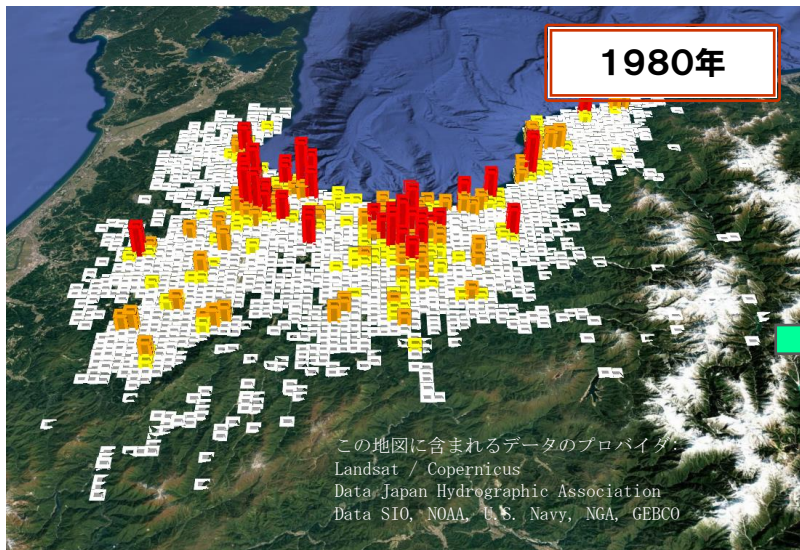 1980年
この地図に含まれるデータのプロバイダ:
Landsat / Copernicus
Data Japan Hydrographic Association
Data SIO, NOAA, U.S. Navy, NGA, GEBCO